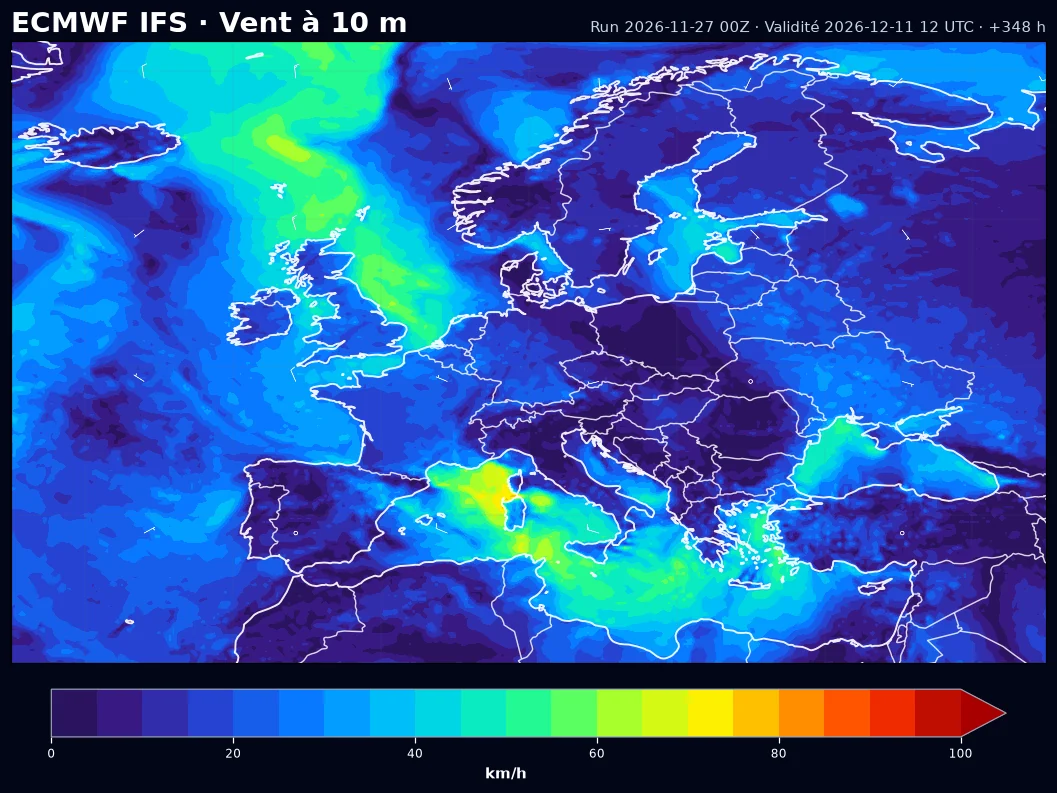 ECMWF IFS · Vent à 10 m
Run 2026-11-27 00Z · Validité 2026-12-11 12 UTC · +348 h
0 20 40 60 80 100
km/h